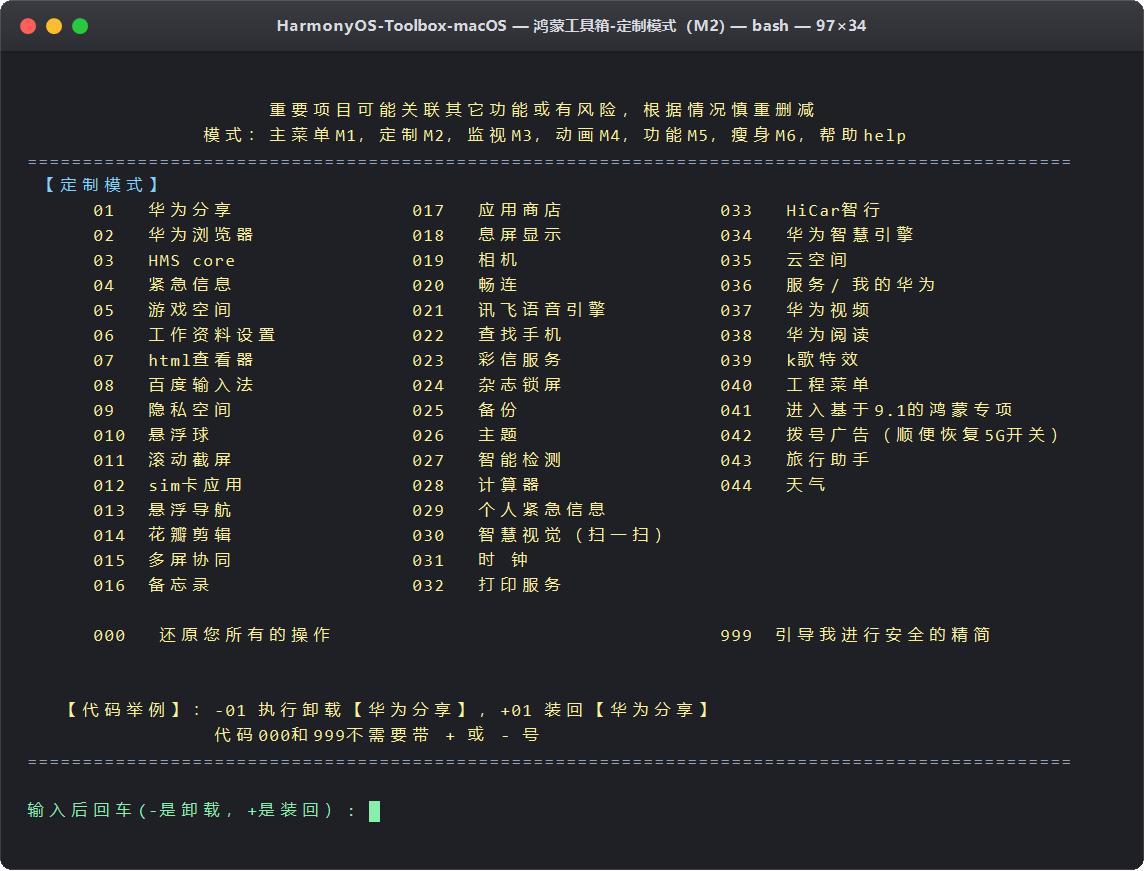 HarmonyOS-Toolbox-macOS — 鸿蒙工具箱-定制模式（M2）— bash — 97×34
重要项目可能关联其它功能或有风险，根据情况慎重删减
模式：主菜单M1，定制M2，监视M3，动画M4，功能M5，瘦身M6，帮助help
===============================================================================================
【定制模式】
01 华为分享 017 应用商店 033 HiCar智行
02 华为浏览器 018 息屏显示 034 华为智慧引擎
03 HMS core 019 相机 035 云空间
04 紧急信息 020 畅连 036 服务/ 我的华为
05 游戏空间 021 讯飞语音引擎 037 华为视频
06 工作资料设置 022 查找手机 038 华为阅读
07 html查看器 023 彩信服务 039 k歌特效
08 百度输入法 024 杂志锁屏 040 工程菜单
09 隐私空间 025 备份 041 进入基于9.1的鸿蒙专项
010 悬浮球 026 主题 042 拨号广告（顺便恢复5G开关）
011 滚动截屏 027 智能检测 043 旅行助手
012 sim卡应用 028 计算器 044 天气
013 悬浮导航 029 个人紧急信息
014 花瓣剪辑 030 智慧视觉（扫一扫）
015 多屏协同 031 时 钟
016 备忘录 032 打印服务
000 还原您所有的操作 999 引导我进行安全的精简
【代码举例】：-01 执行卸载【华为分享】，+01 装回【华为分享】
代码000和999不需要带 + 或 - 号
===============================================================================================
输入后回车(-是卸载，+是装回）：